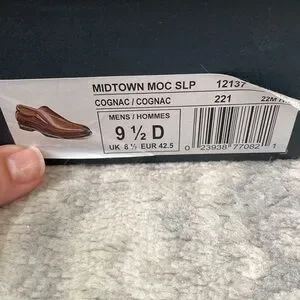 MIDTOWN MOC SLP 12137
COGNAC / COGNAC 221 22M
MENS / HOMMES
9 ½ D
UK 8 ½ EUR 42.5
0 23938 77082 1